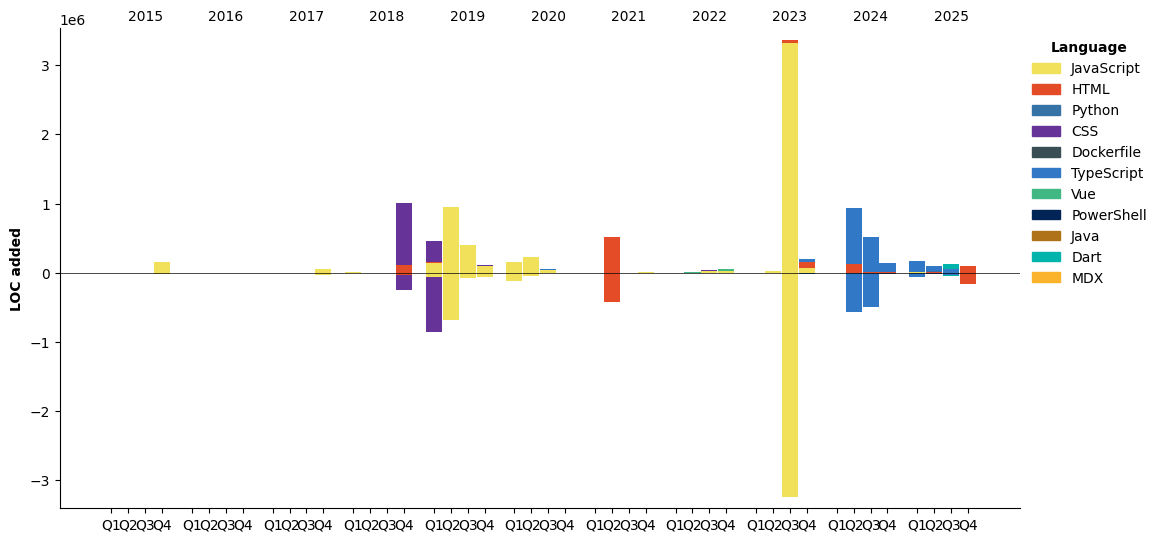 2015 2016 2017 2018 2019 2020 2021 2022 2023 2024 2025
1e6
Language
JavaScript
HTML
Python
CSS
Dockerfile
TypeScript
Vue
PowerShell
Java
Dart
MDX
LOC added
3
2
1
0
−1
−2
−3
Q1Q2Q3Q4 Q1Q2Q3Q4 Q1Q2Q3Q4 Q1Q2Q3Q4 Q1Q2Q3Q4 Q1Q2Q3Q4 Q1Q2Q3Q4 Q1Q2Q3Q4 Q1Q2Q3Q4 Q1Q2Q3Q4 Q1Q2Q3Q4